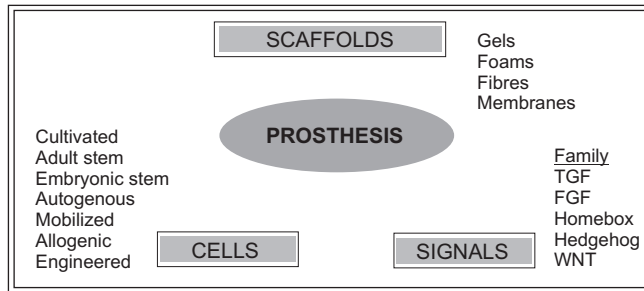 SCAFFOLDS
Gels
Foams
Fibres
Membranes
PROSTHESIS
Cultivated
Adult stem
Embryonic stem
Autogenous
Mobilized
Allogenic
Engineered
CELLS
SIGNALS
Family
TGF
FGF
Homebox
Hedgehog
WNT